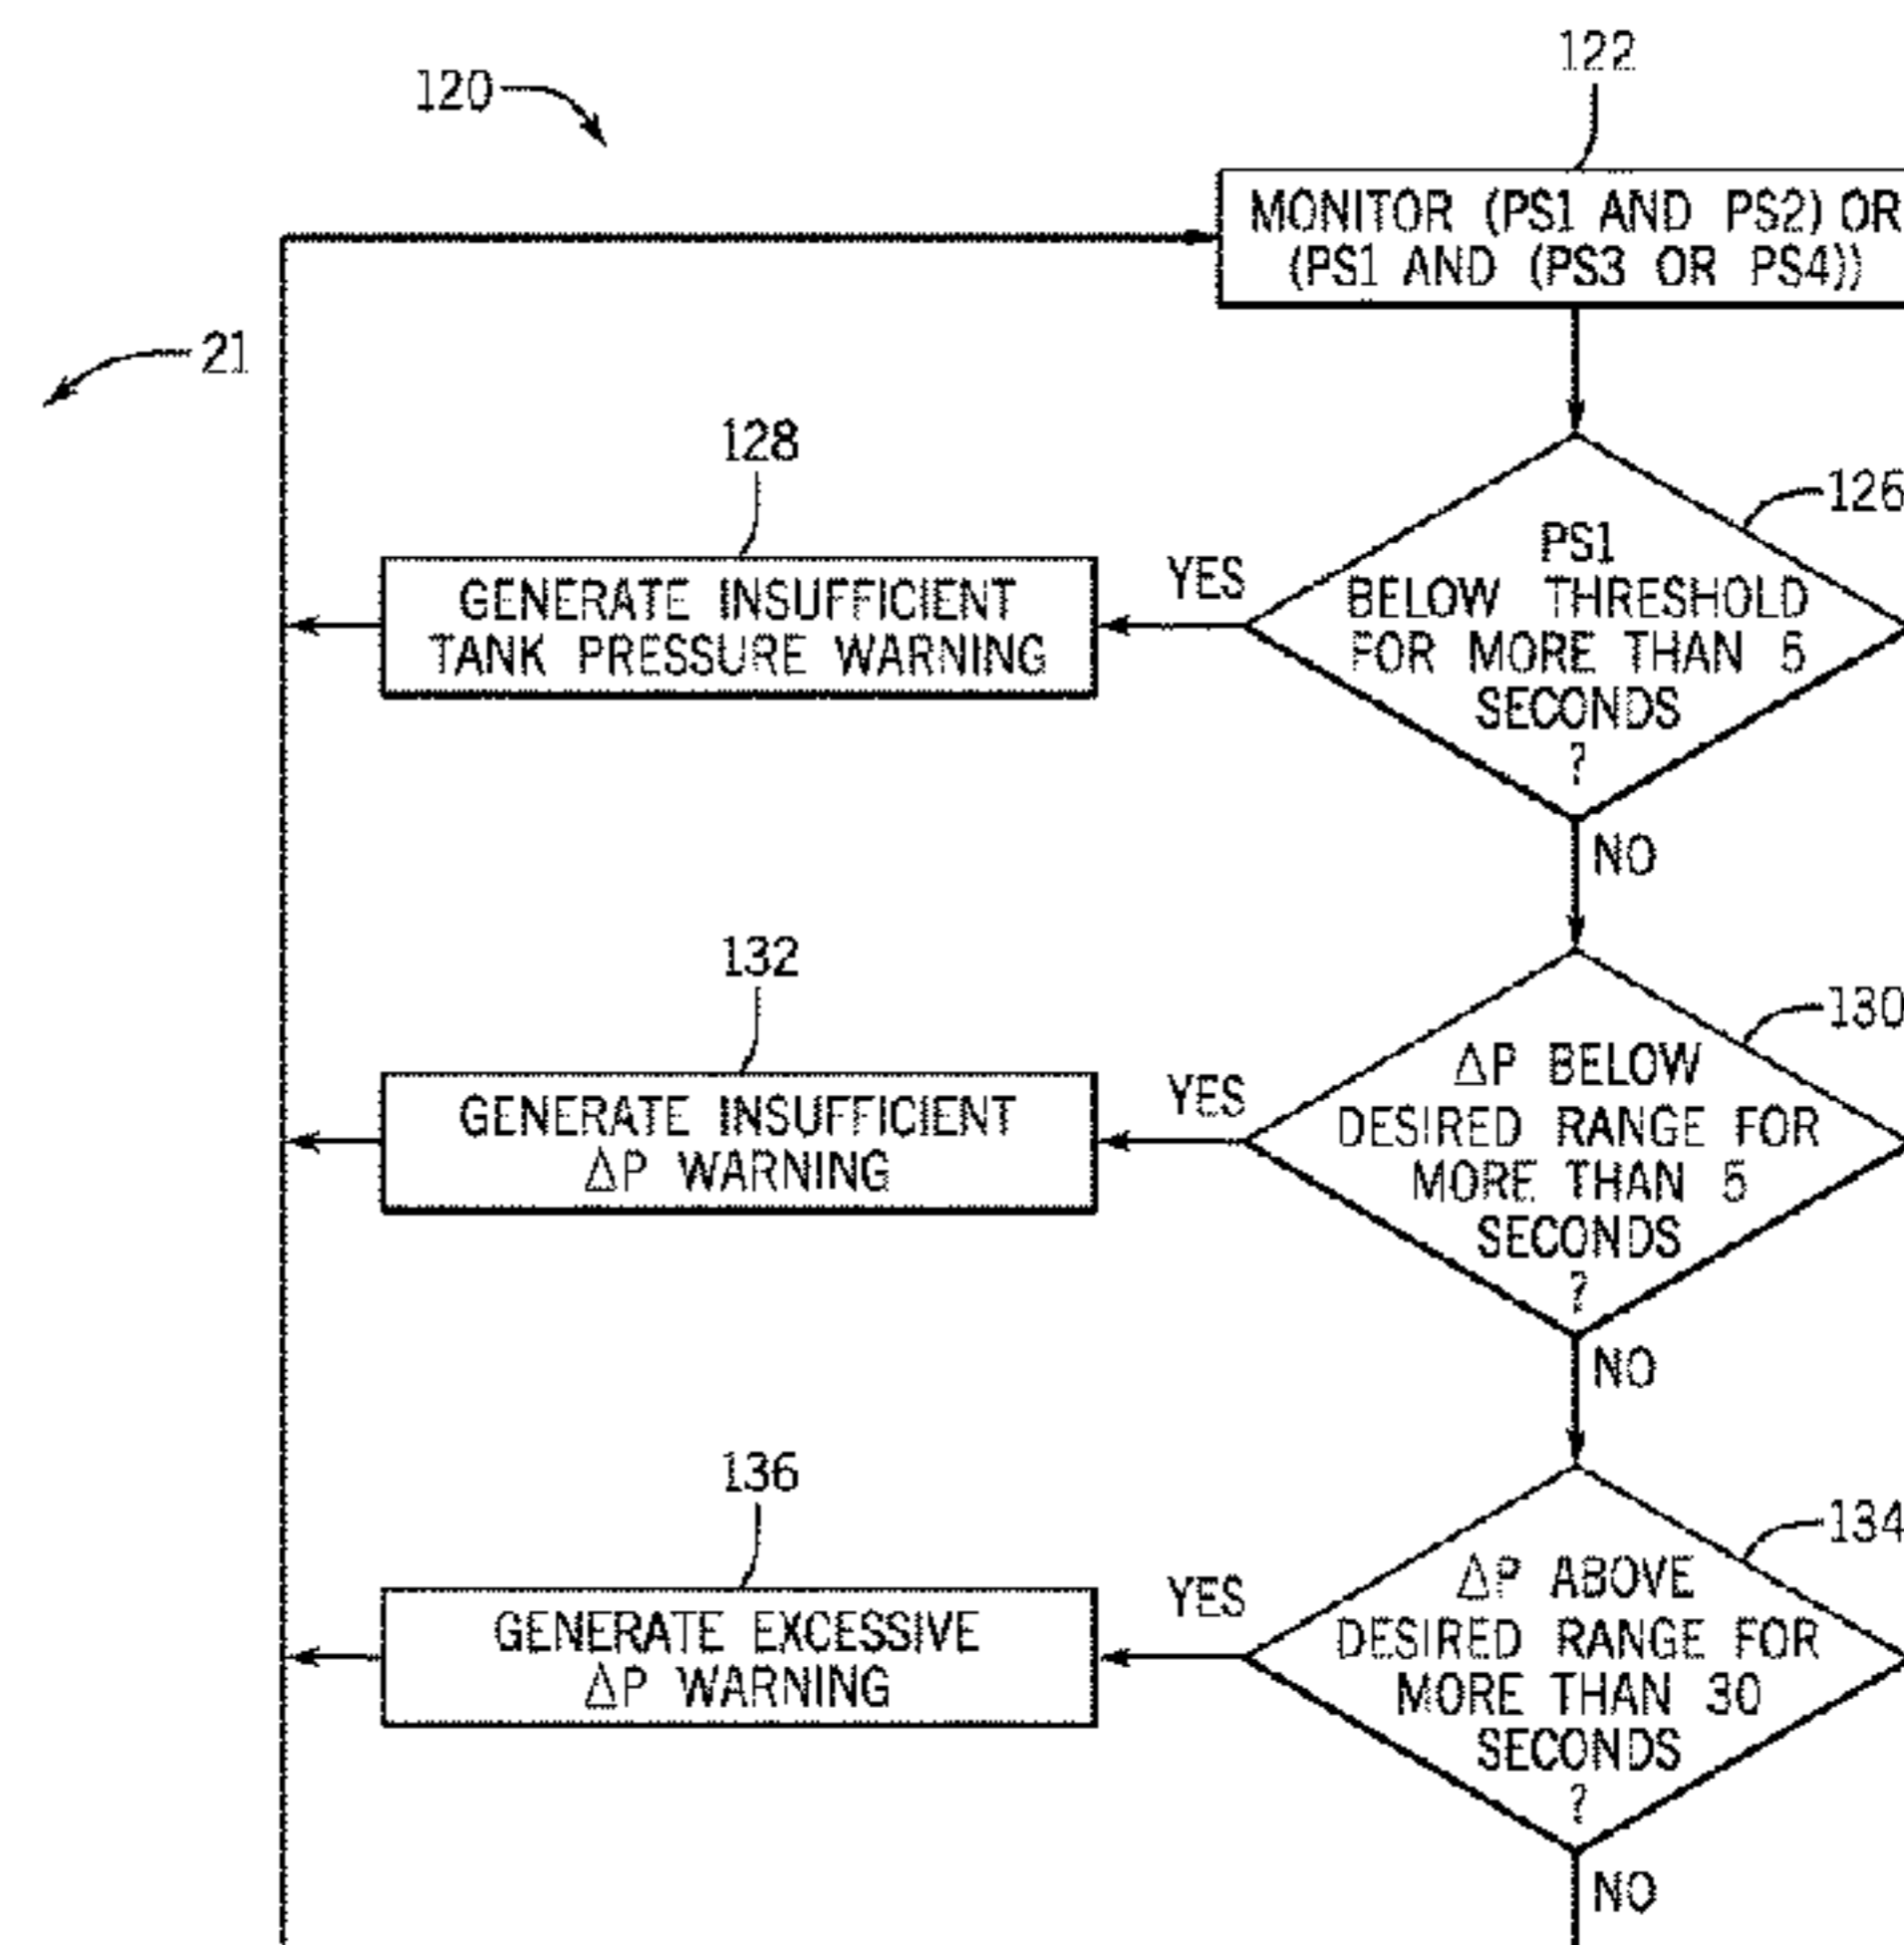 122
120
MONITOR (PS1 AND PS2) OR
(PS1 AND (PS3 OR PS4))
21
128
126
PS1
BELOW THRESHOLD
FOR MORE THAN 5
SECONDS
?
YES
GENERATE INSUFFICIENT
TANK PRESSURE WARNING
NO
132
130
ΔP BELOW
DESIRED RANGE FOR
MORE THAN 5
SECONDS
?
YES
GENERATE INSUFFICIENT
ΔP WARNING
NO
136
134
ΔP ABOVE
DESIRED RANGE FOR
MORE THAN 30
SECONDS
?
YES
GENERATE EXCESSIVE
ΔP WARNING
NO